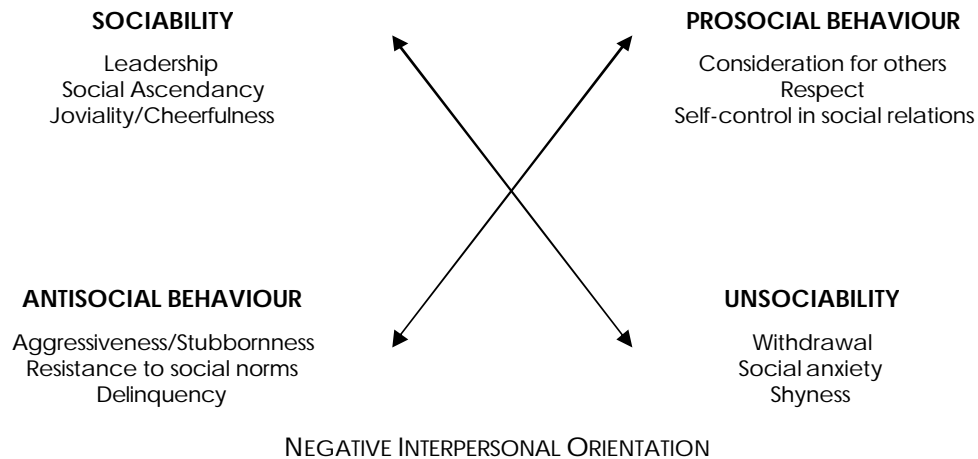 SOCIABILITY
Leadership
Social Ascendancy
Joviality/Cheerfulness
PROSOCIAL BEHAVIOUR
Consideration for others
Respect
Self-control in social relations
ANTISOCIAL BEHAVIOUR
Aggressiveness/Stubbornness
Resistance to social norms
Delinquency
UNSOCIABILITY
Withdrawal
Social anxiety
Shyness
NEGATIVE INTERPERSONAL ORIENTATION